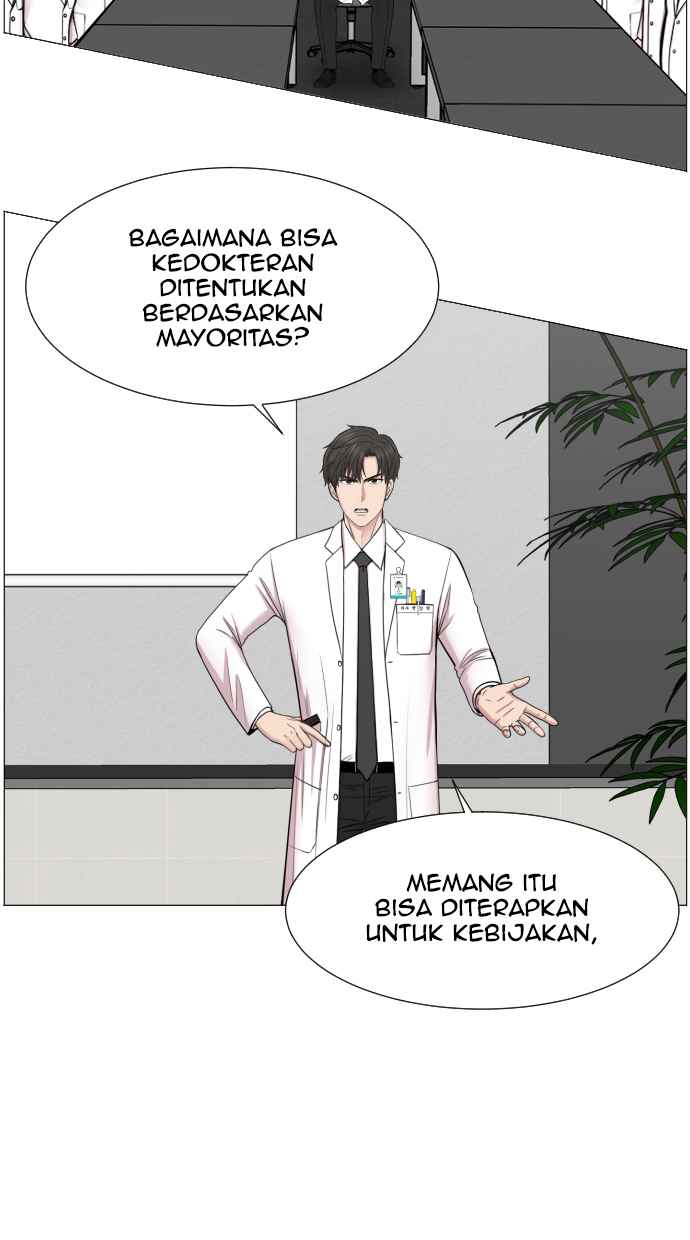 BAGAIMANA BISA
KEDOKTERAN
DITENTUKAN
BERDASARKAN
MAYORITAS?
MEMANG ITU
BISA DITERAPKAN
UNTUK KEBIJAKAN,